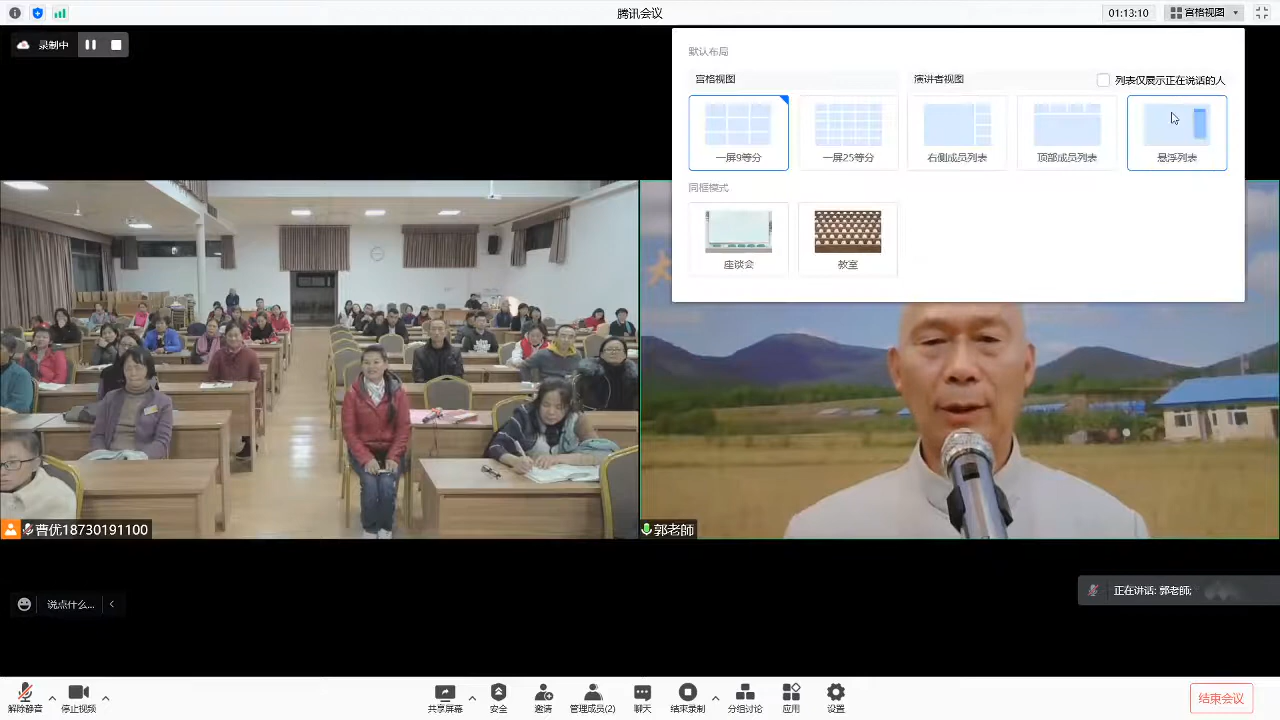 腾讯会议
01:13:10
宫格视图
录制中
默认布局
宫格视图
演讲者视图
列表仅展示正在说话的人
一屏9等分
一屏25等分
右侧成员列表
顶部成员列表
悬浮列表
同框模式
座谈会
教室
大
曹优18730191100
郭老師
说点什么...
正在讲话: 郭老師;
解除静音
停止视频
共享屏幕
安全
邀请
管理成员(2)
聊天
结束录制
分组讨论
应用
设置
结束会议